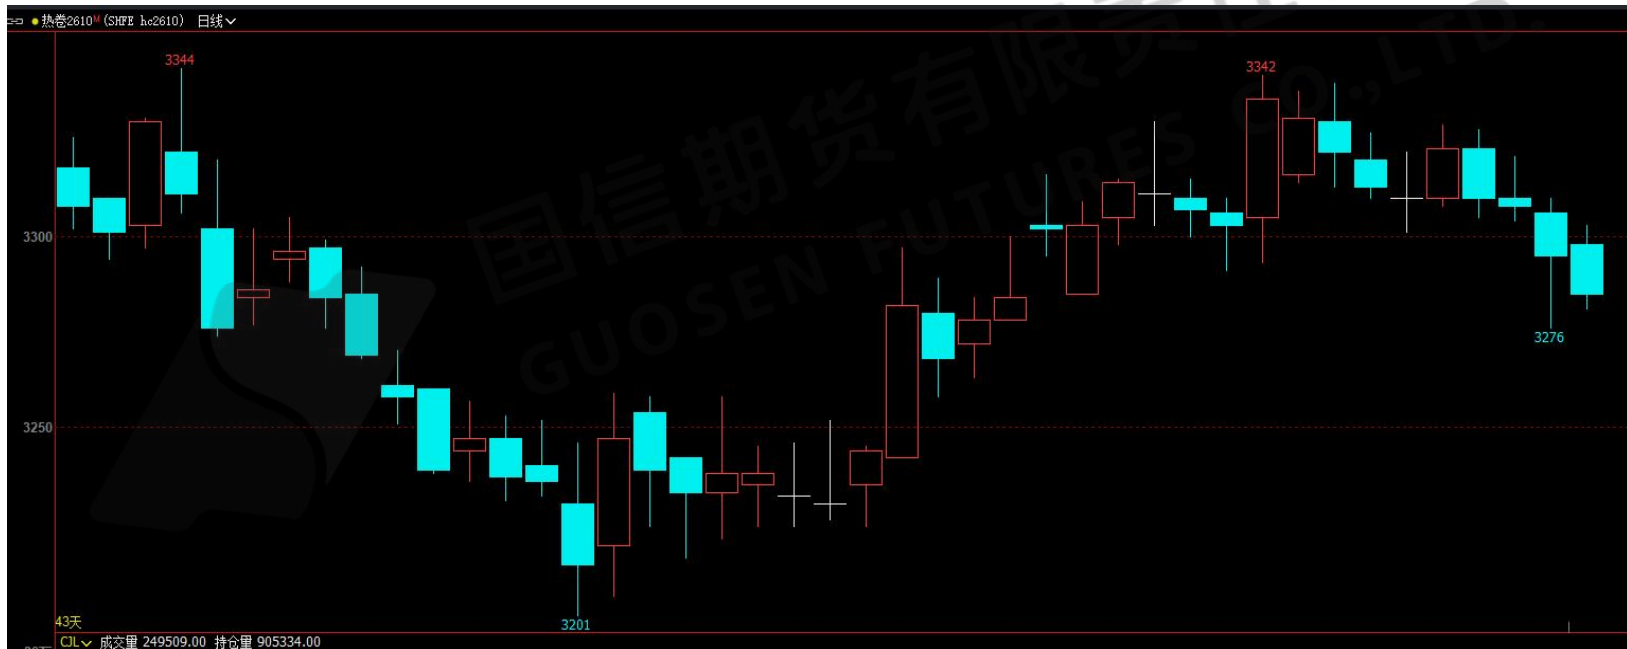 热卷2610M (SHFE hc2610) 日线
3344
3342
3300
国信期货有限责任
GUOSEN FUTURES CO.,LTD.
3276
3250
3201
43天
CJL 成交量 249509.00 持仓量 905334.00